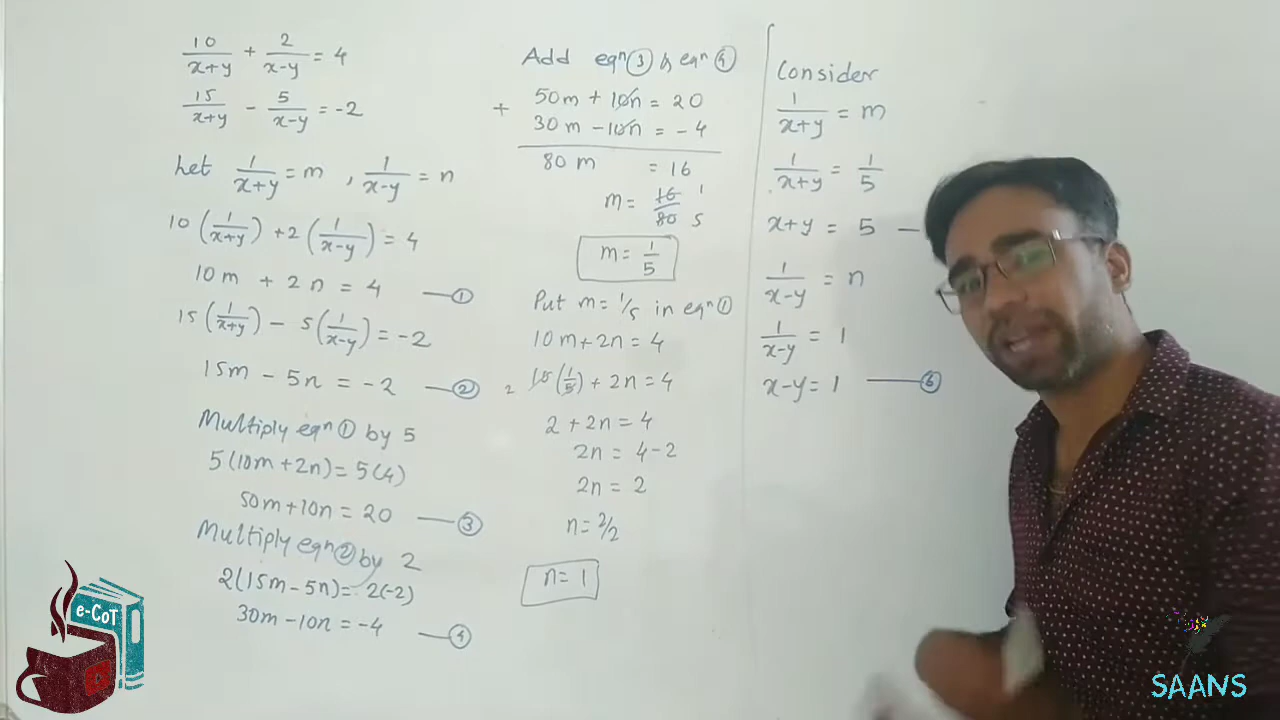 10/(x+y) + 2/(x-y) = 4
15/(x+y) - 5/(x-y) = -2
Let 1/(x+y) = m , 1/(x-y) = n
10(1/(x+y)) + 2(1/(x-y)) = 4
10m + 2n = 4 — ①
15(1/(x+y)) - 5(1/(x-y)) = -2
15m - 5n = -2 — ②
Multiply eqn ① by 5
5(10m+2n) = 5(4)
50m+10n = 20 — ③
Multiply eqn ② by 2
2(15m-5n) = 2(-2)
30m-10n = -4 — ④
Add eqn ③ & eqn ④
+ 50m + 10n = 20
30m - 10n = -4
80m = 16
m = 16/80 1 5
m = 1/5
Put m = 1/5 in eqn ①
10m+2n = 4
2 10(1/5) + 2n = 4
2 + 2n = 4
2n = 4-2
2n = 2
n = 2/2
n = 1
Consider
1/(x+y) = m
1/(x+y) = 1/5
x+y = 5 —
1/(x-y) = n
1/(x-y) = 1
x-y = 1 — ⑥
e-CoT
SAANS